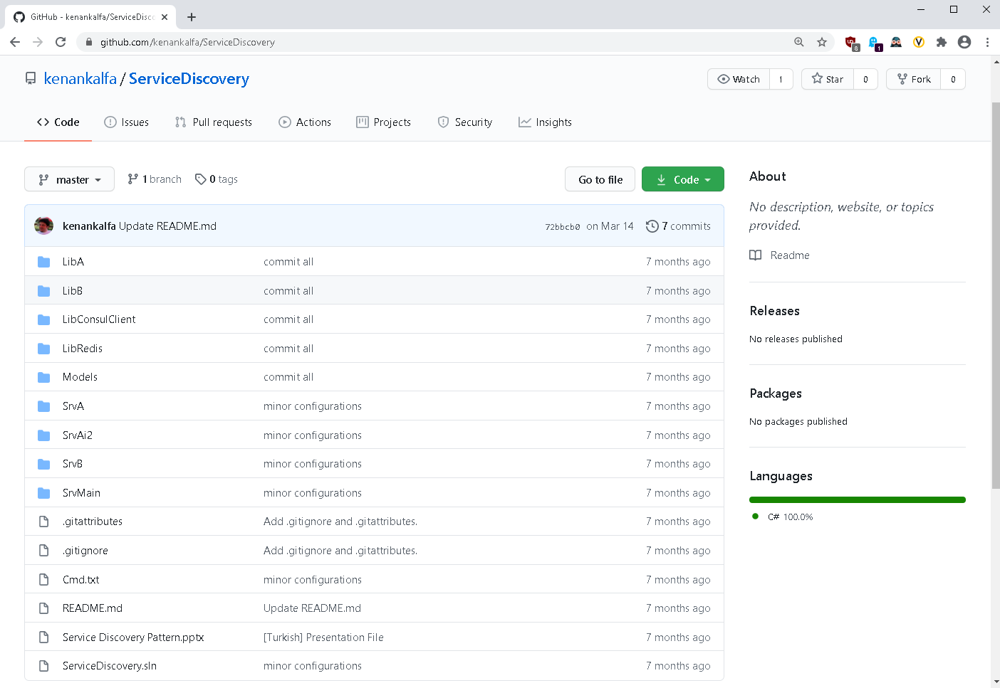 GitHub - kenankalfa/ServiceDisc
github.com/kenankalfa/ServiceDiscovery
8
1
kenankalfa / ServiceDiscovery
Watch 1
Star 0
Fork 0
Code
Issues
Pull requests
Actions
Projects
Security
Insights
master
1 branch
0 tags
Go to file
Code
kenankalfa Update README.md 72bbcb0 on Mar 14 7 commits
LibA commit all 7 months ago
LibB commit all 7 months ago
LibConsulClient commit all 7 months ago
LibRedis commit all 7 months ago
Models commit all 7 months ago
SrvA minor configurations 7 months ago
SrvAi2 minor configurations 7 months ago
SrvB minor configurations 7 months ago
SrvMain minor configurations 7 months ago
.gitattributes Add .gitignore and .gitattributes. 7 months ago
.gitignore Add .gitignore and .gitattributes. 7 months ago
Cmd.txt minor configurations 7 months ago
README.md Update README.md 7 months ago
Service Discovery Pattern.pptx [Turkish] Presentation File 7 months ago
ServiceDiscovery.sln minor configurations 7 months ago
About
No description, website, or topics
provided.
Readme
Releases
No releases published
Packages
No packages published
Languages
C# 100.0%